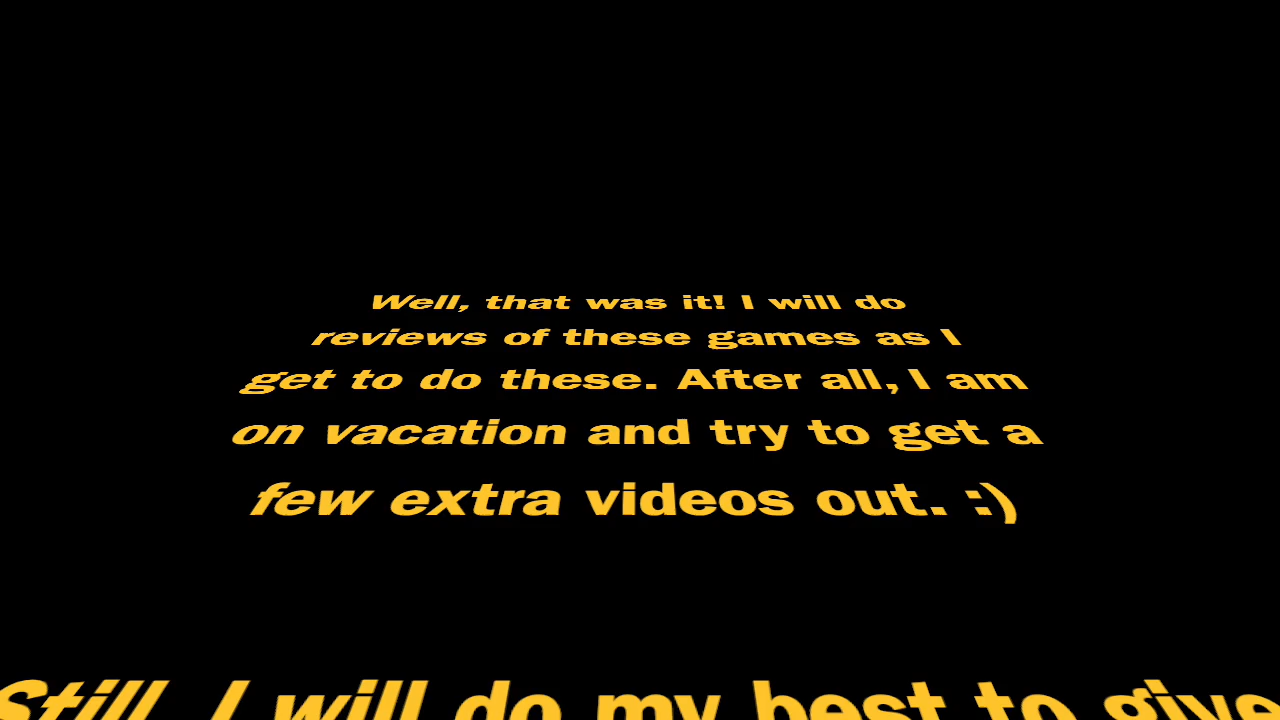 Well, that was it! I will do
reviews of these games as I
get to do these. After all, I am
on vacation and try to get a
few extra videos out. :)
Still, I will do my best to give